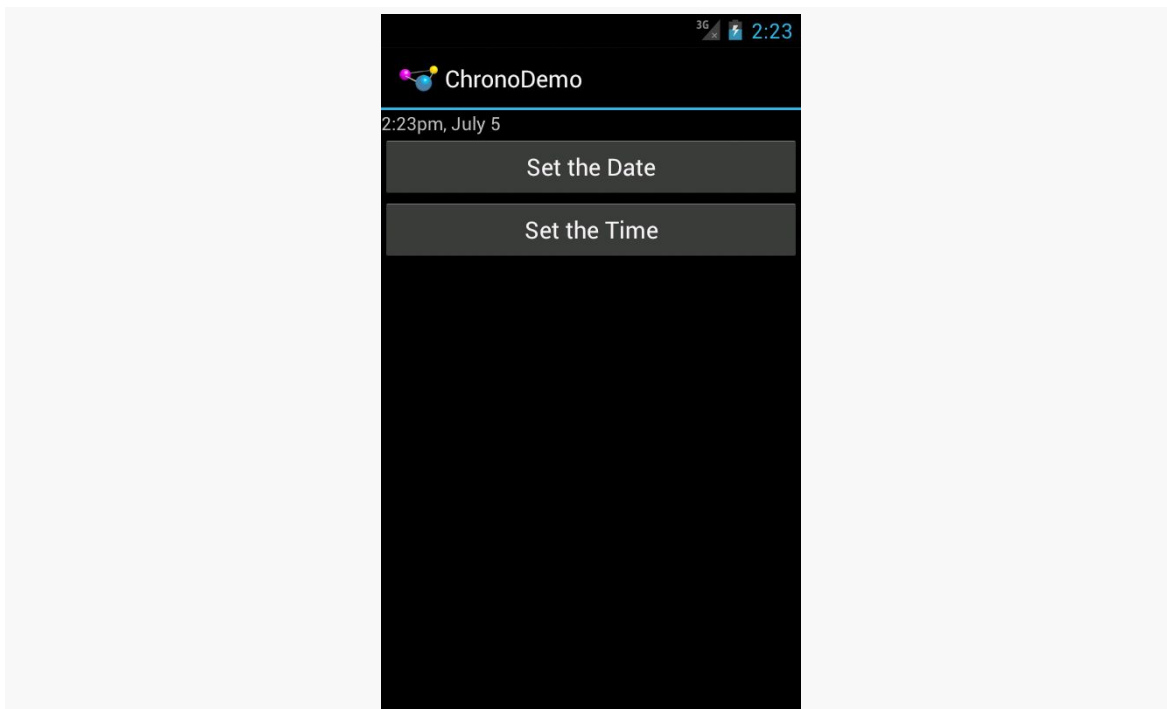 3G 2:23
ChronoDemo
2:23pm, July 5
Set the Date
Set the Time